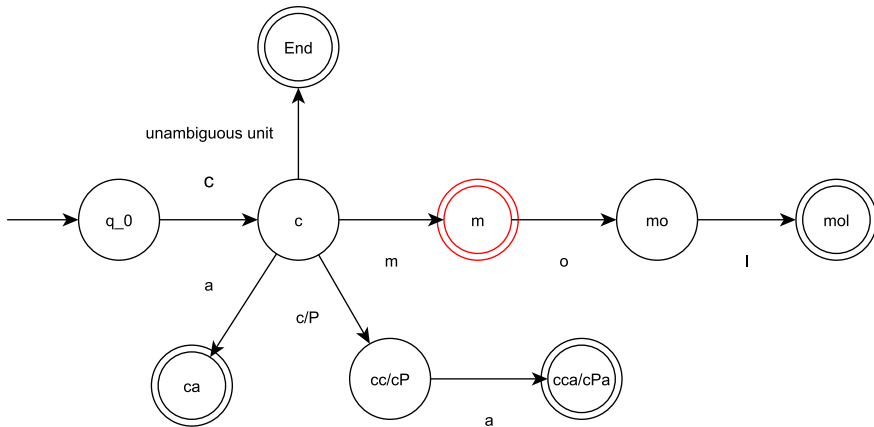 End
unambiguous unit
C
q_0
c
m
mo
mol
a
m
o
l
c/P
ca
cc/cP
cca/cPa
a